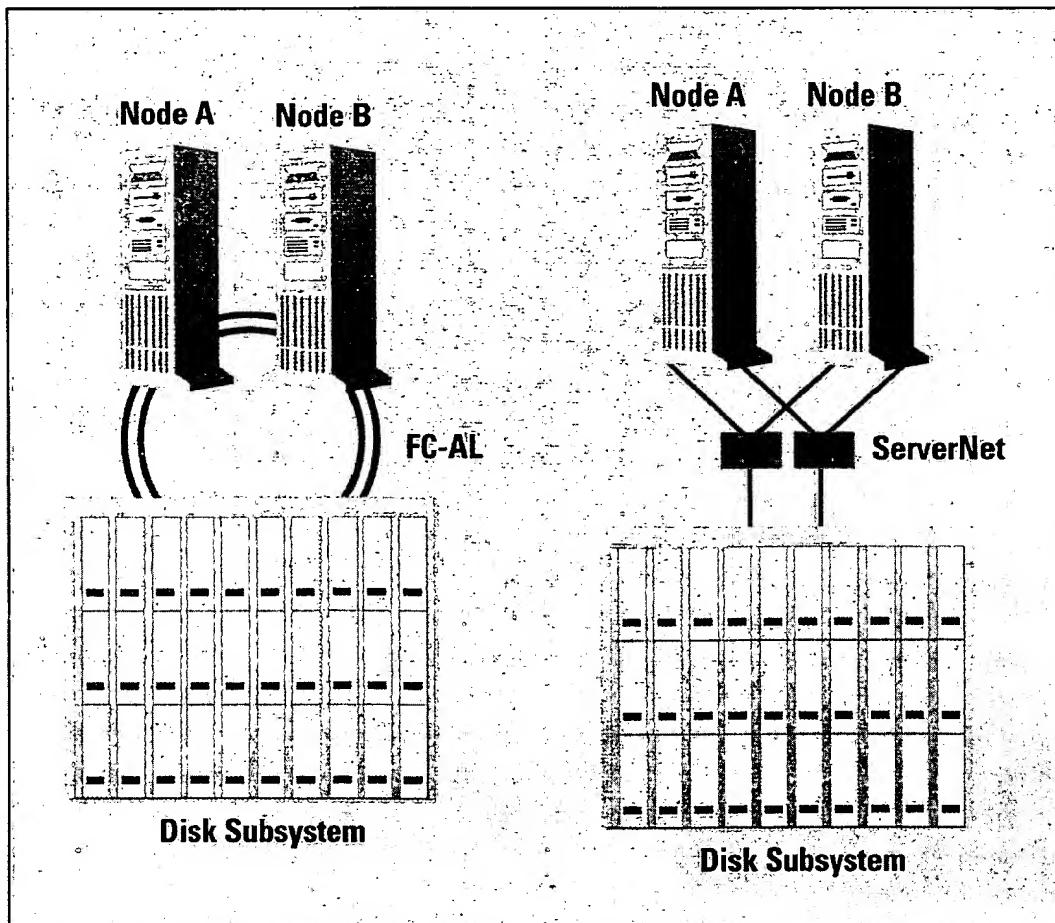 Node A
Node B
FC-AL
Disk Subsystem
Node A
Node B
ServerNet
Disk Subsystem